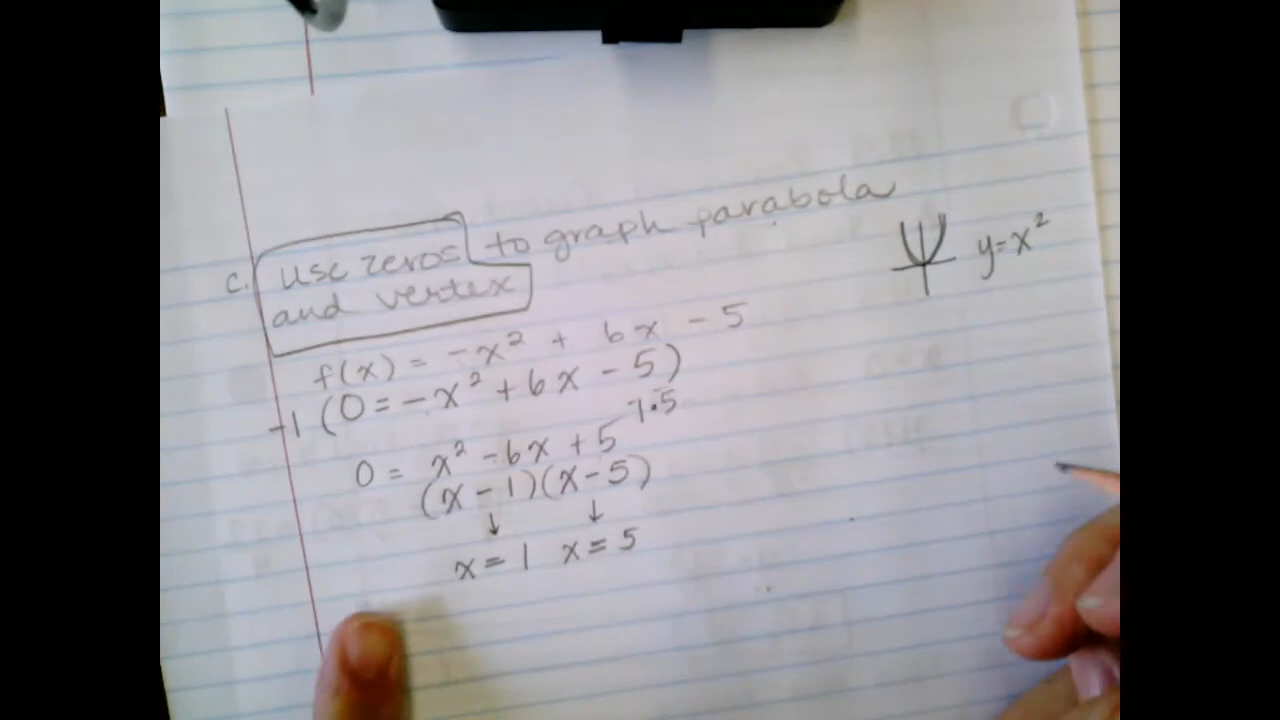 c. use zeros to graph parabola
and vertex
y=x²
f(x) = -x² + 6x - 5
-1 (0 = -x² + 6x - 5)
1·5
0 = x² - 6x + 5
(x - 1)(x - 5)
↓ ↓
x = 1 x = 5